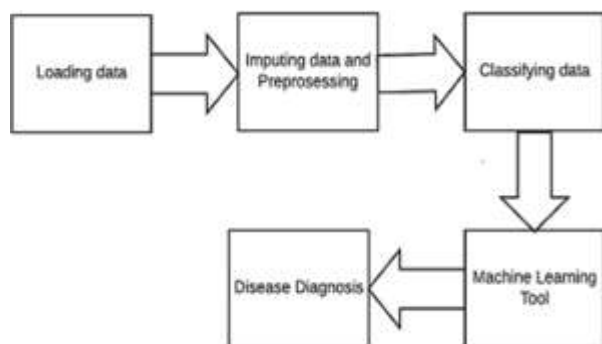 Loading data
Imputing data and
Preprosessing
Classifying data
Machine Learning
Tool
Disease Diagnosis